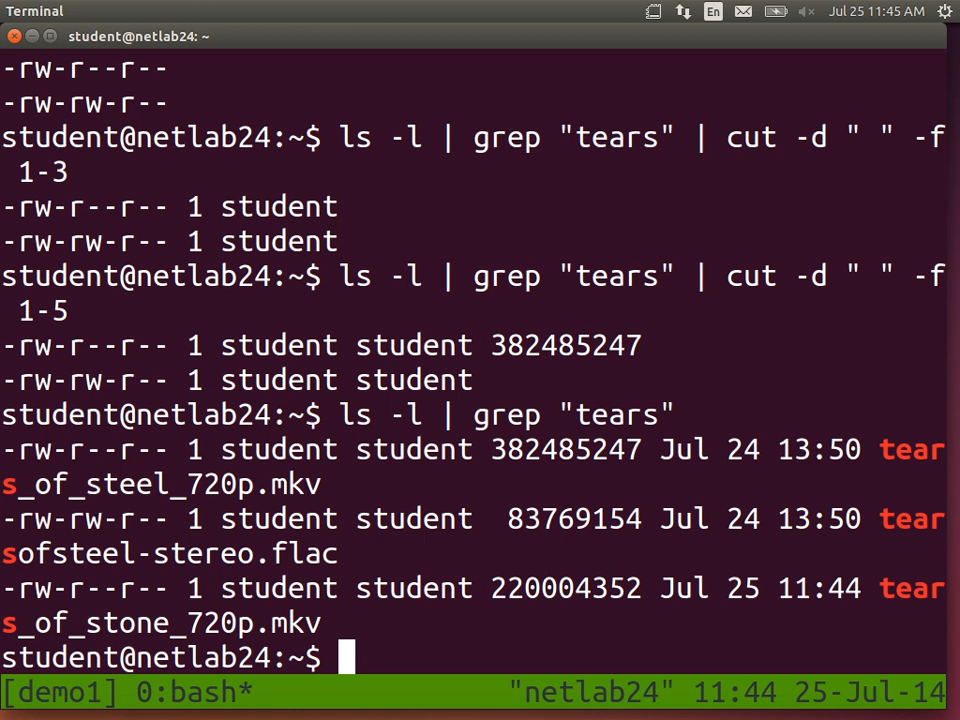 Terminal
En
Jul 25 11:45 AM
student@netlab24: ~
-rw-r--r--
-rw-rw-r--
student@netlab24:~$ ls -l | grep "tears" | cut -d " " -f
 1-3
-rw-r--r-- 1 student
-rw-rw-r-- 1 student
student@netlab24:~$ ls -l | grep "tears" | cut -d " " -f
 1-5
-rw-r--r-- 1 student student 382485247
-rw-rw-r-- 1 student student
student@netlab24:~$ ls -l | grep "tears"
-rw-r--r-- 1 student student 382485247 Jul 24 13:50 tear
s_of_steel_720p.mkv
-rw-rw-r-- 1 student student  83769154 Jul 24 13:50 tear
sofsteel-stereo.flac
-rw-r--r-- 1 student student 220004352 Jul 25 11:44 tear
s_of_stone_720p.mkv
student@netlab24:~$
[demo1] 0:bash* "netlab24" 11:44 25-Jul-14